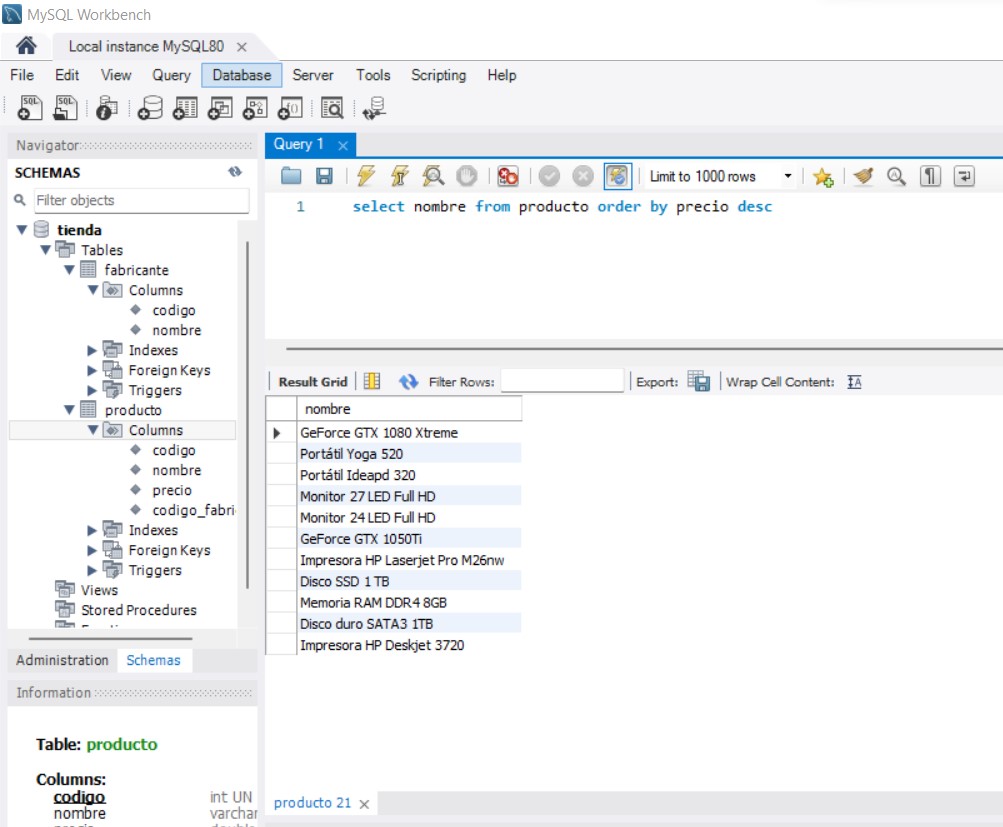 MySQL Workbench
Local instance MySQL80
File Edit View Query Database Server Tools Scripting Help
Navigator
SCHEMAS
Filter objects
tienda
Tables
fabricante
Columns
codigo
nombre
Indexes
Foreign Keys
Triggers
producto
Columns
codigo
nombre
precio
codigo_fabri
Indexes
Foreign Keys
Triggers
Views
Stored Procedures
Administration Schemas
Information
Table: producto
Columns:
codigo int UN
nombre varchar
Query 1
Limit to 1000 rows
1 select nombre from producto order by precio desc
Result Grid Filter Rows: Export: Wrap Cell Content:
nombre
GeForce GTX 1080 Xtreme
Portátil Yoga 520
Portátil Ideapd 320
Monitor 27 LED Full HD
Monitor 24 LED Full HD
GeForce GTX 1050Ti
Impresora HP Laserjet Pro M26nw
Disco SSD 1 TB
Memoria RAM DDR4 8GB
Disco duro SATA3 1TB
Impresora HP Deskjet 3720
producto 21